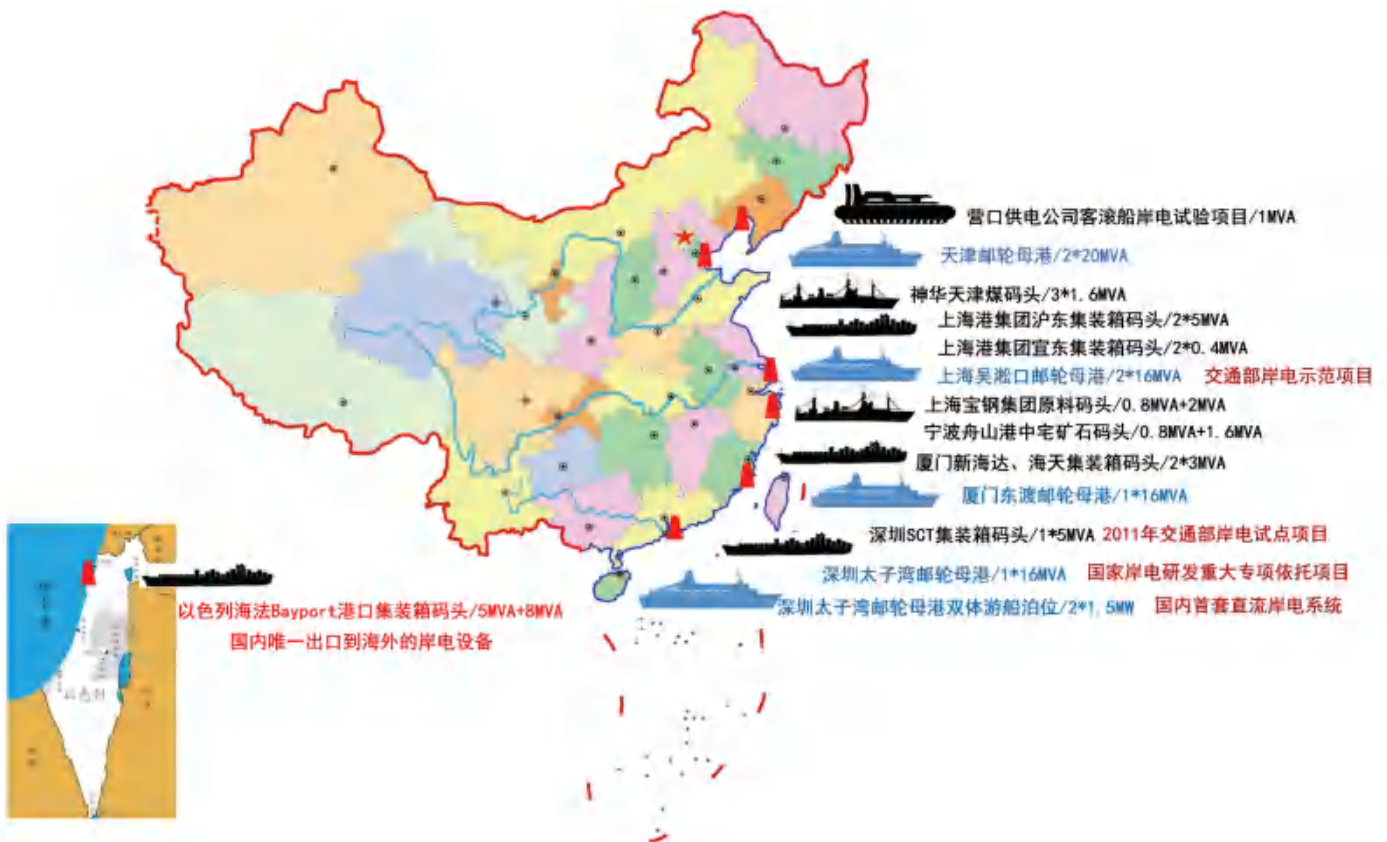 营口供电公司客滚船岸电试验项目/1MVA
天津邮轮母港/2*20MVA
神华天津煤码头/3*1.6MVA
上海港集团沪东集装箱码头/2*5MVA
上海港集团宜东集装箱码头/2*0.4MVA
上海吴淞口邮轮母港/2*16MVA 交通部岸电示范项目
上海宝钢集团原料码头/0.8MVA+2MVA
宁波舟山港中宅矿石码头/0.8MVA+1.6MVA
厦门新海达、海天集装箱码头/2*3MVA
厦门东渡邮轮母港/1*16MVA
深圳SCT集装箱码头/1*5MVA 2011年交通部岸电试点项目
深圳太子湾邮轮母港/1*16MVA 国家岸电研发重大专项依托项目
深圳太子湾邮轮母港双体游船泊位/2*1.5MW 国内首套直流岸电系统
以色列海法Bayport港口集装箱码头/5MVA+8MVA
国内唯一出口到海外的岸电设备
以色列